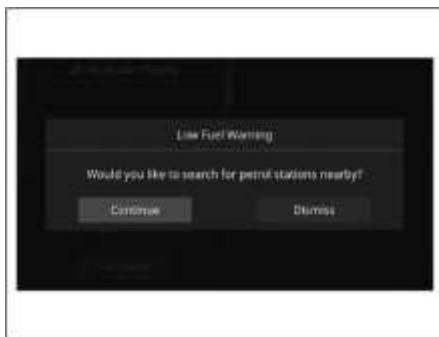 Low Fuel Warning
Would you like to search for petrol stations nearby?
Continue
Dismiss